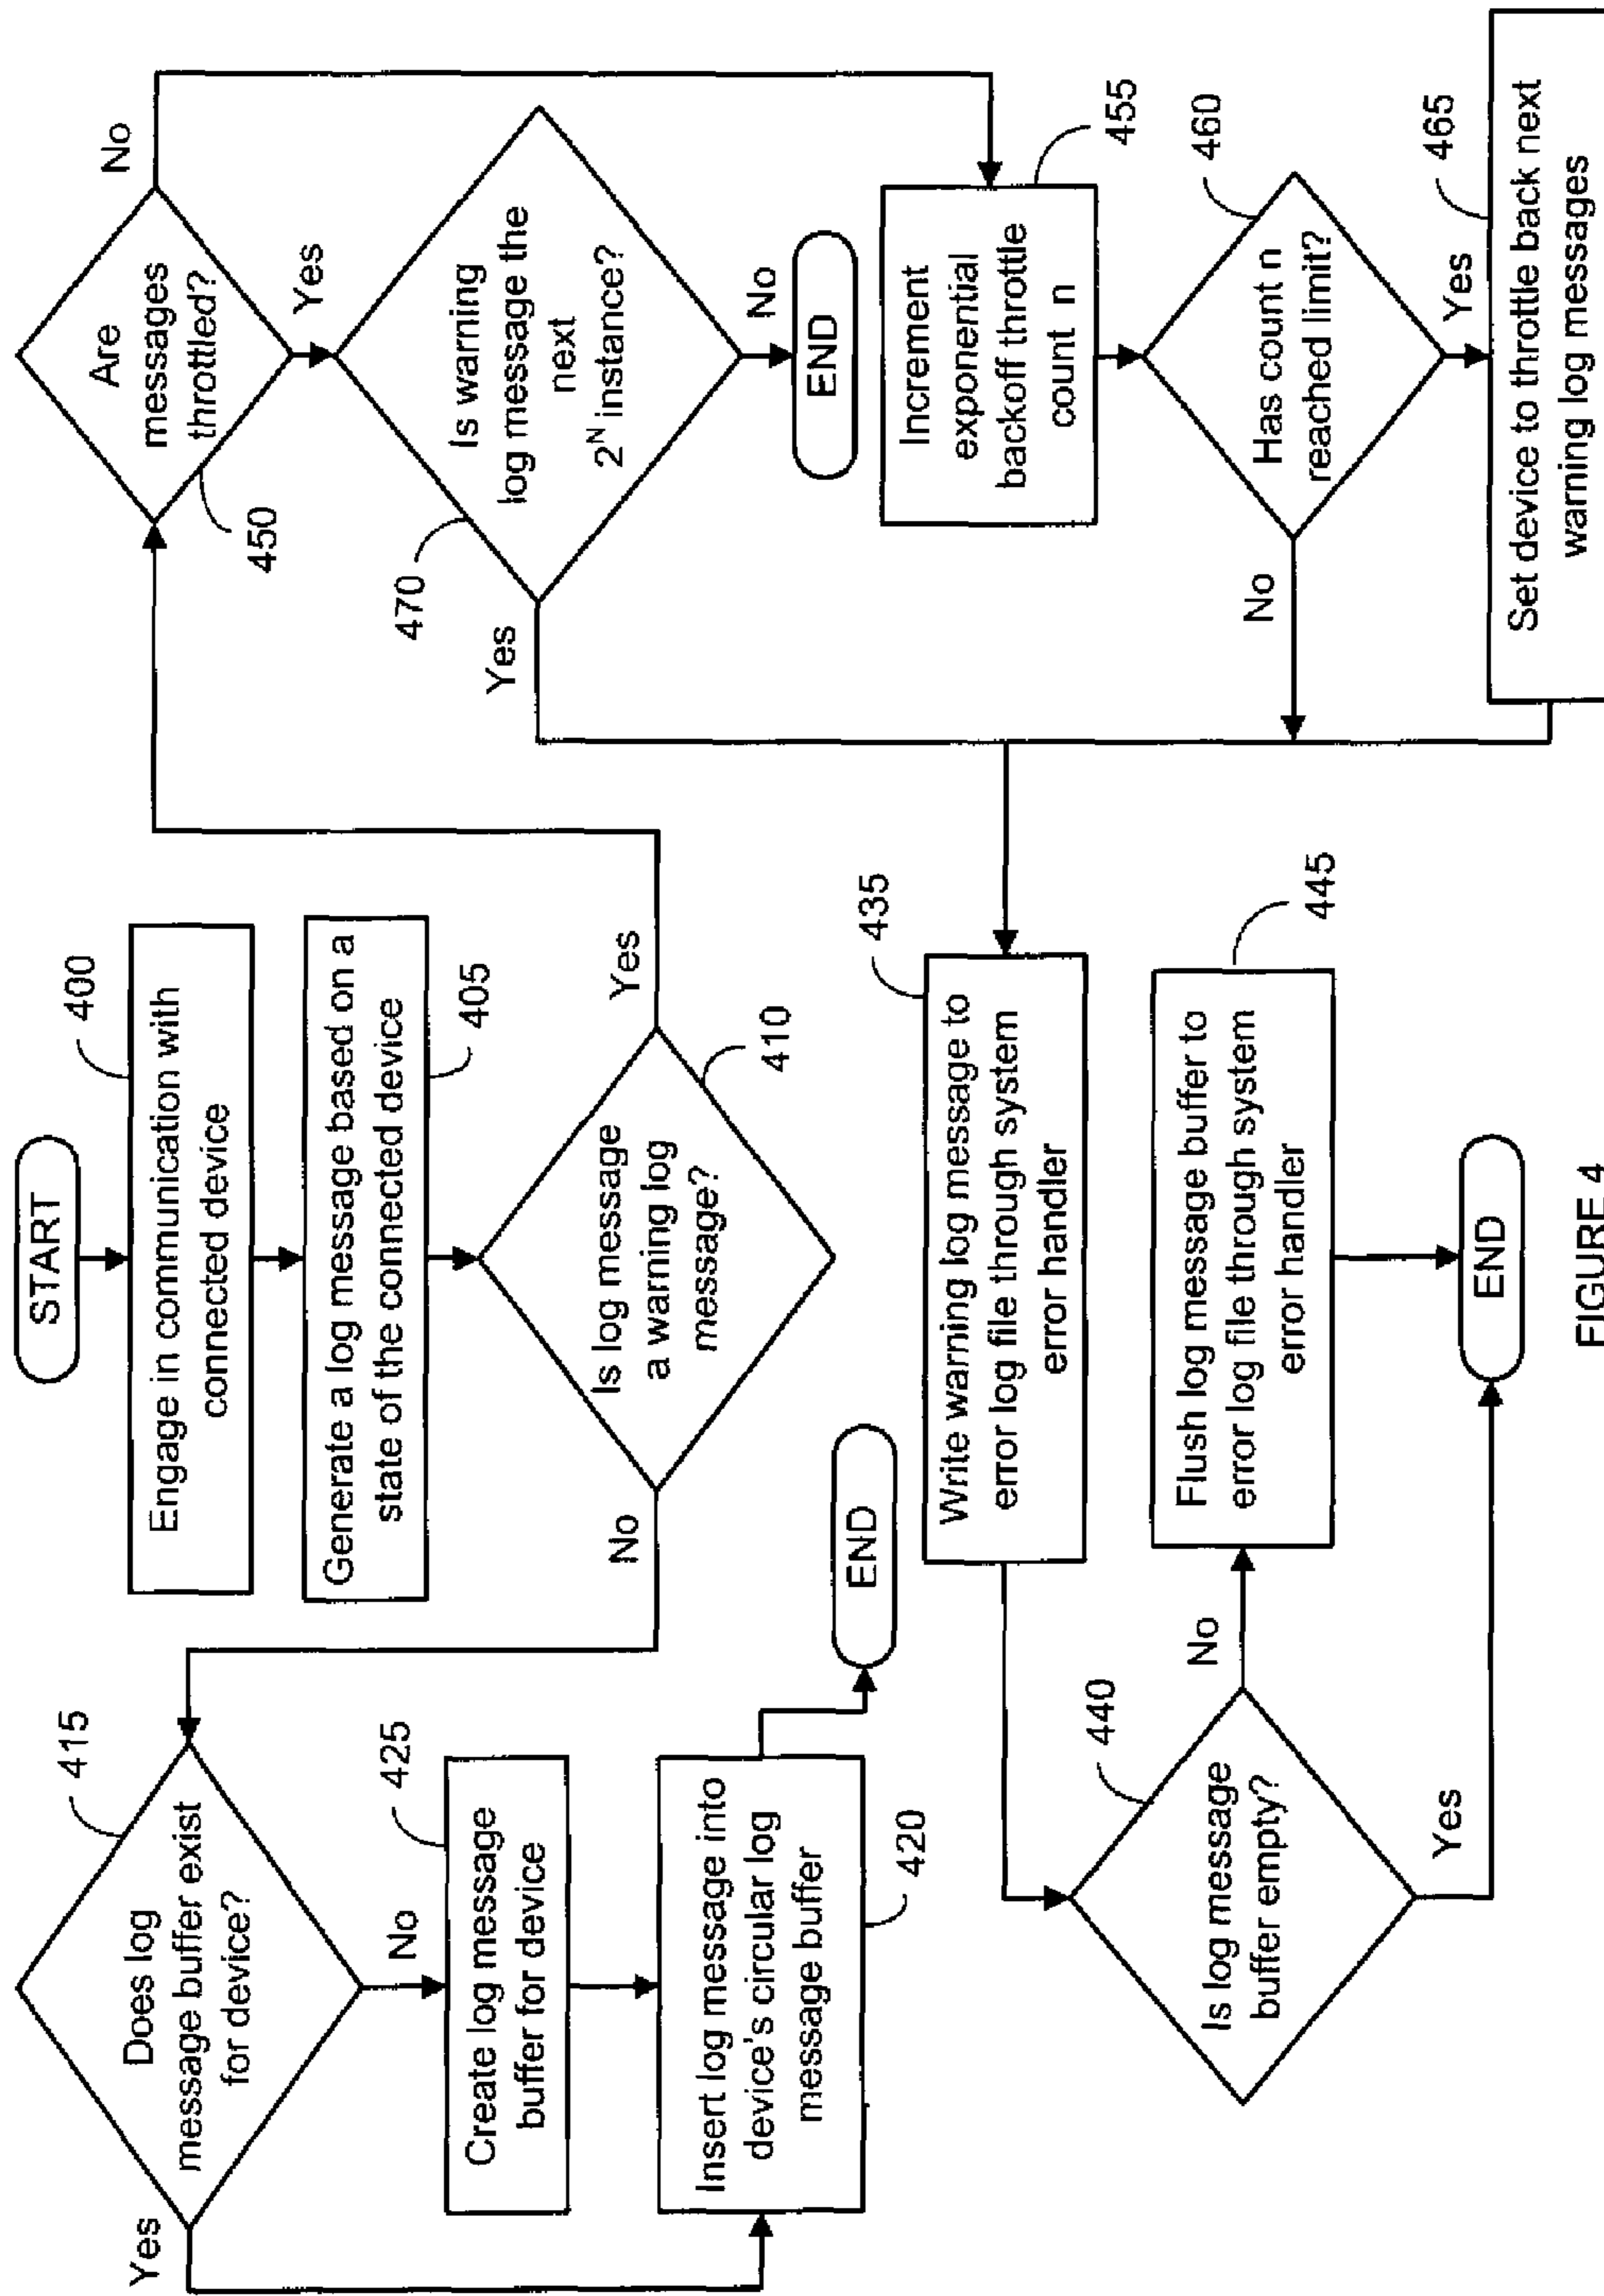 START
400
Engage in communication with
connected device
Generate a log message based on a
state of the connected device
405
Is log message
a warning log
message?
410
No
Yes
415
Does log
message buffer exist
for device?
Yes
No
425
Create log message
buffer for device
Insert log message into
device's circular log
message buffer
420
END
Are
messages
throttled?
450
No
Yes
Is warning
log message the
next
2^N instance?
470
Yes
No
END
Increment
exponential
backoff throttle
count n
455
Has count n
reached limit?
460
No
Yes
465
Set device to throttle back next
warning log messages
435
Write warning log message to
error log file through system
error handler
440
Is log message
buffer empty?
No
Yes
Flush log message buffer to
error log file through system
error handler
445
END
FIGURE 4